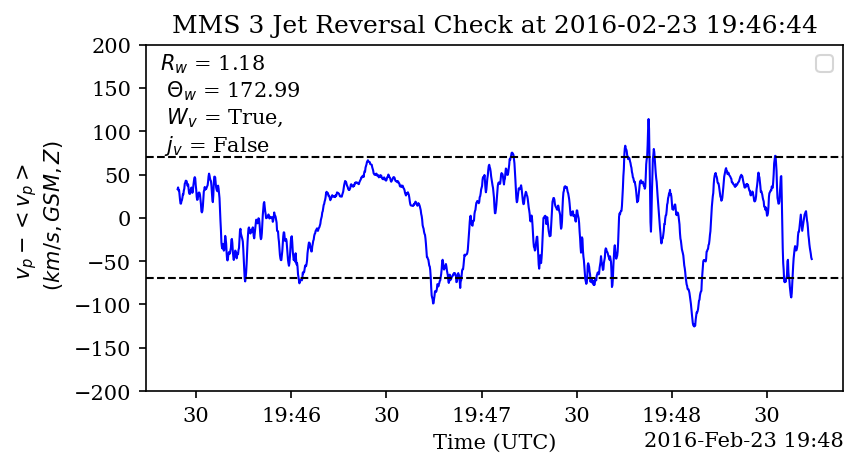 MMS 3 Jet Reversal Check at 2016-02-23 19:46:44
200
150
100
50
0
−50
−100
−150
−200
v_p − < v_p >
(km/s, GSM, Z)
R_w = 1.18
Θ_w = 172.99
W_v = True,
j_v = False
30 19:46 30 19:47 30 19:48 30
Time (UTC)
2016-Feb-23 19:48